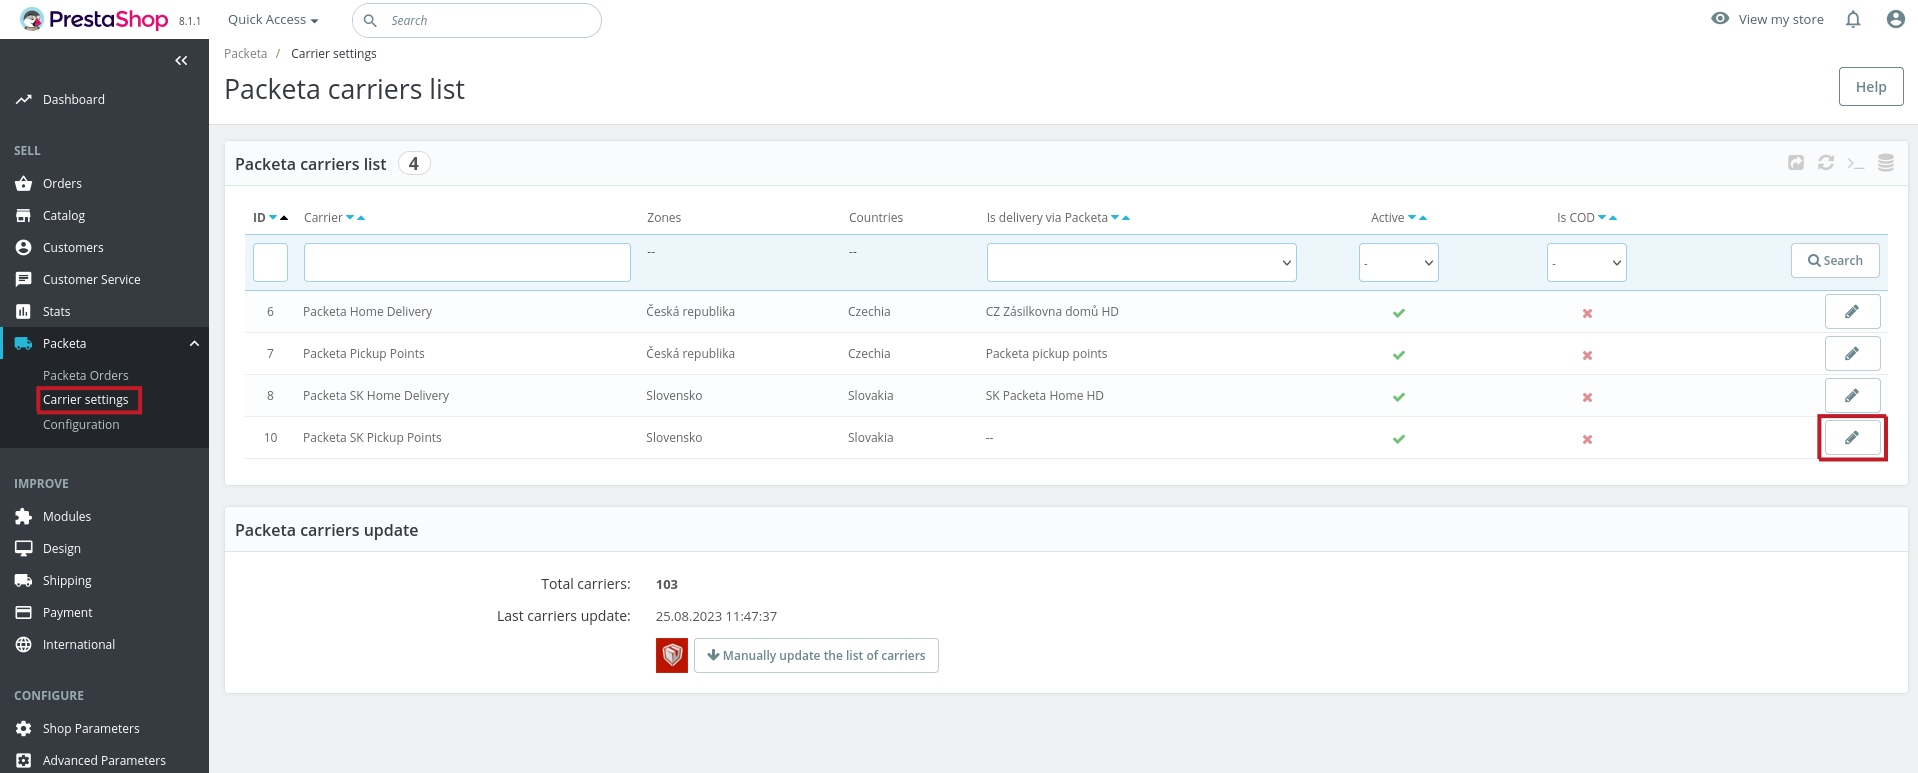 PrestaShop 8.1.1 Quick Access Search View my store
Packeta / Carrier settings
Packeta carriers list Help
Dashboard
SELL
Orders
Catalog
Customers
Customer Service
Stats
Packeta
Packeta Orders
Carrier settings
Configuration
IMPROVE
Modules
Design
Shipping
Payment
International
CONFIGURE
Shop Parameters
Advanced Parameters
Packeta carriers list 4
ID Carrier Zones Countries Is delivery via Packeta Active Is COD
-- -- - - Search
6 Packeta Home Delivery Česká republika Czechia CZ Zásilkovna domů HD
7 Packeta Pickup Points Česká republika Czechia Packeta pickup points
8 Packeta SK Home Delivery Slovensko Slovakia SK Packeta Home HD
10 Packeta SK Pickup Points Slovensko Slovakia --
Packeta carriers update
Total carriers: 103
Last carriers update: 25.08.2023 11:47:37
Manually update the list of carriers